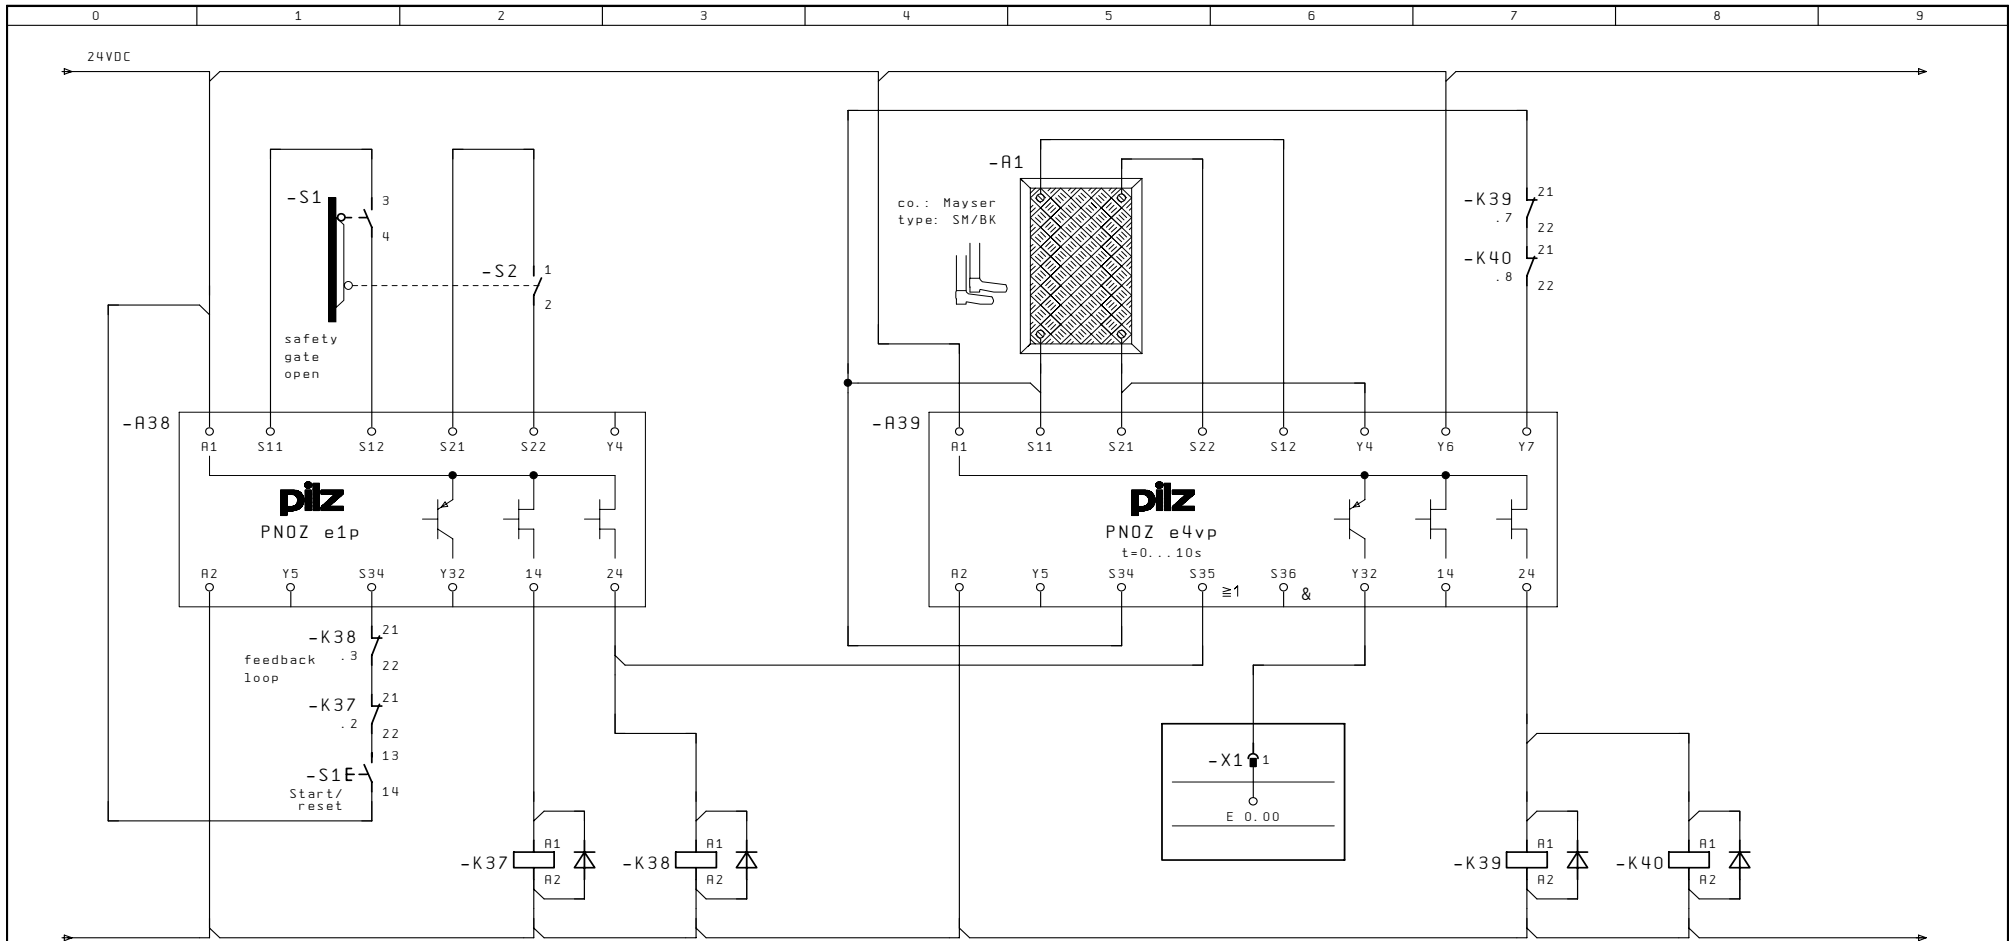 0 1 2 3 4 5 6 7 8 9
24VDC
-A1
-S1
3
4
co.: Mayser
type: SM/BK
-K39
.7
21
22
-S2
1
2
-K40
.8
21
22
safety
gate
open
-A38
A1 S11 S12 S21 S22 Y4
pilz
PNOZ e1p
A2 Y5 S34 Y32 14 24
-A39
A1 S11 S21 S22 S12 Y4 Y6 Y7
pilz
PNOZ e4vp
t=0...10s
A2 Y5 S34 S35 ≧1 S36 & Y32 14 24
-K38
.3
21
22
feedback
loop
-K37
.2
21
22
-S1
13
14
Start/
reset
-X1 1
E 0.00
-K37
A1
A2
-K38
A1
A2
-K39
A1
A2
-K40
A1
A2